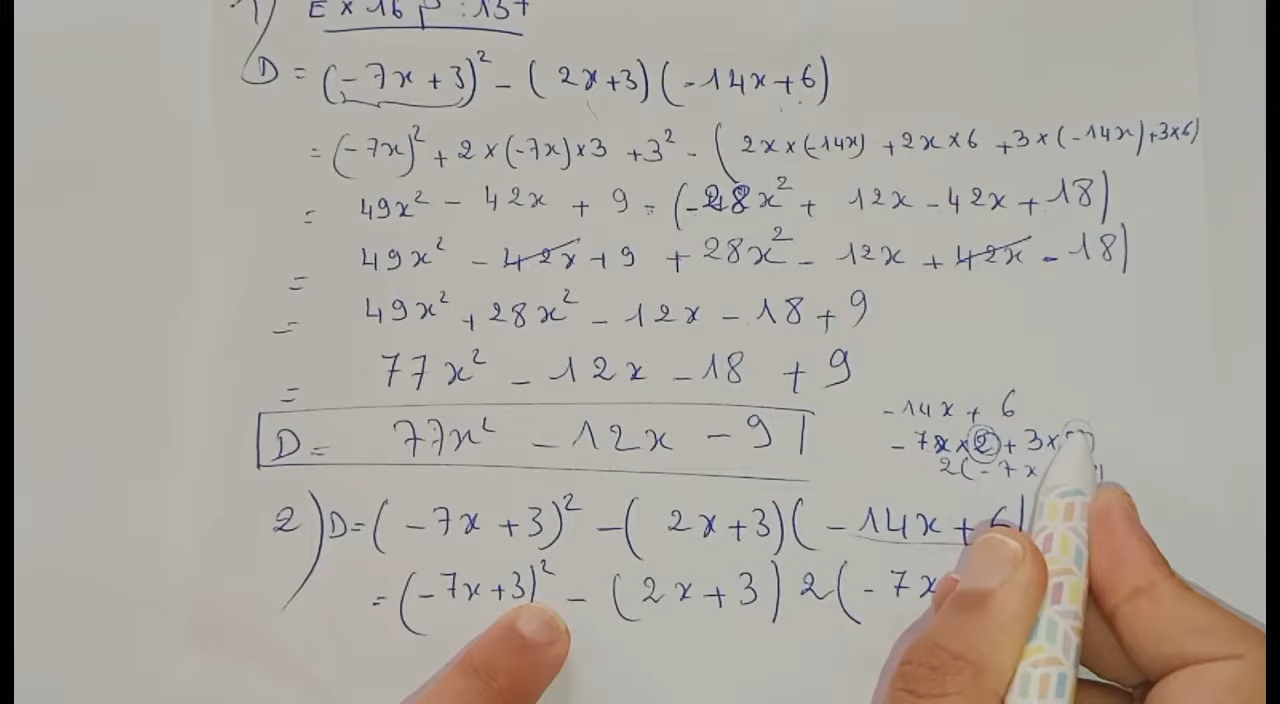 1) Ex 16 p:137
D = (-7x + 3)² - (2x+3)(-14x+6)
= (-7x)² + 2×(-7x)×3 + 3² - (2x×(-14x) + 2x×6 + 3×(-14x)+3×6)
= 49x² - 42x + 9 - (-28x² + 12x - 42x + 18)
= 49x² - 42x + 9 + 28x² - 12x + 42x - 18)
= 49x² + 28x² - 12x - 18 + 9
= 77x² - 12x - 18 + 9
D = 77x² - 12x - 9
-14x + 6
-7x×2 + 3×
2(-7x
2) D = (-7x + 3)² - (2x+3)(-14x + 6)
= (-7x+3)² - (2x+3) 2(-7x